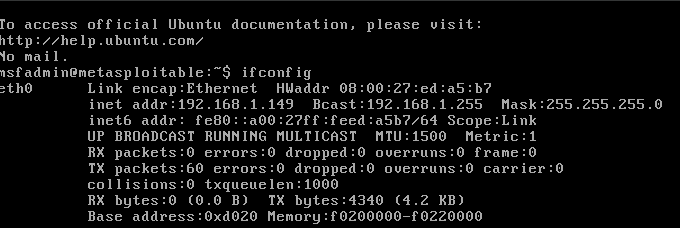 To access official Ubuntu documentation, please visit:
http://help.ubuntu.com/
No mail.
msfadmin@metasploitable:~$ ifconfig
eth0      Link encap:Ethernet  HWaddr 08:00:27:ed:a5:b7
          inet addr:192.168.1.149  Bcast:192.168.1.255  Mask:255.255.255.0
          inet6 addr: fe80::a00:27ff:feed:a5b7/64 Scope:Link
          UP BROADCAST RUNNING MULTICAST  MTU:1500  Metric:1
          RX packets:0 errors:0 dropped:0 overruns:0 frame:0
          TX packets:60 errors:0 dropped:0 overruns:0 carrier:0
          collisions:0 txqueuelen:1000
          RX bytes:0 (0.0 B)  TX bytes:4340 (4.2 KB)
          Base address:0xd020 Memory:f0200000-f0220000